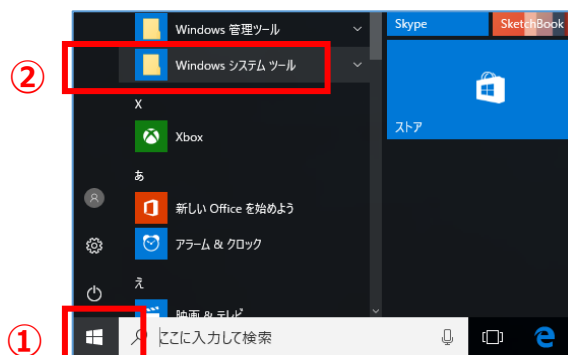 Windows 管理ツール
Skype
SketchBook
②
Windows システム ツール
X
Xbox
ストア
あ
新しい Office を始めよう
アラーム & クロック
え
映画 & テレビ
①
ここに入力して検索